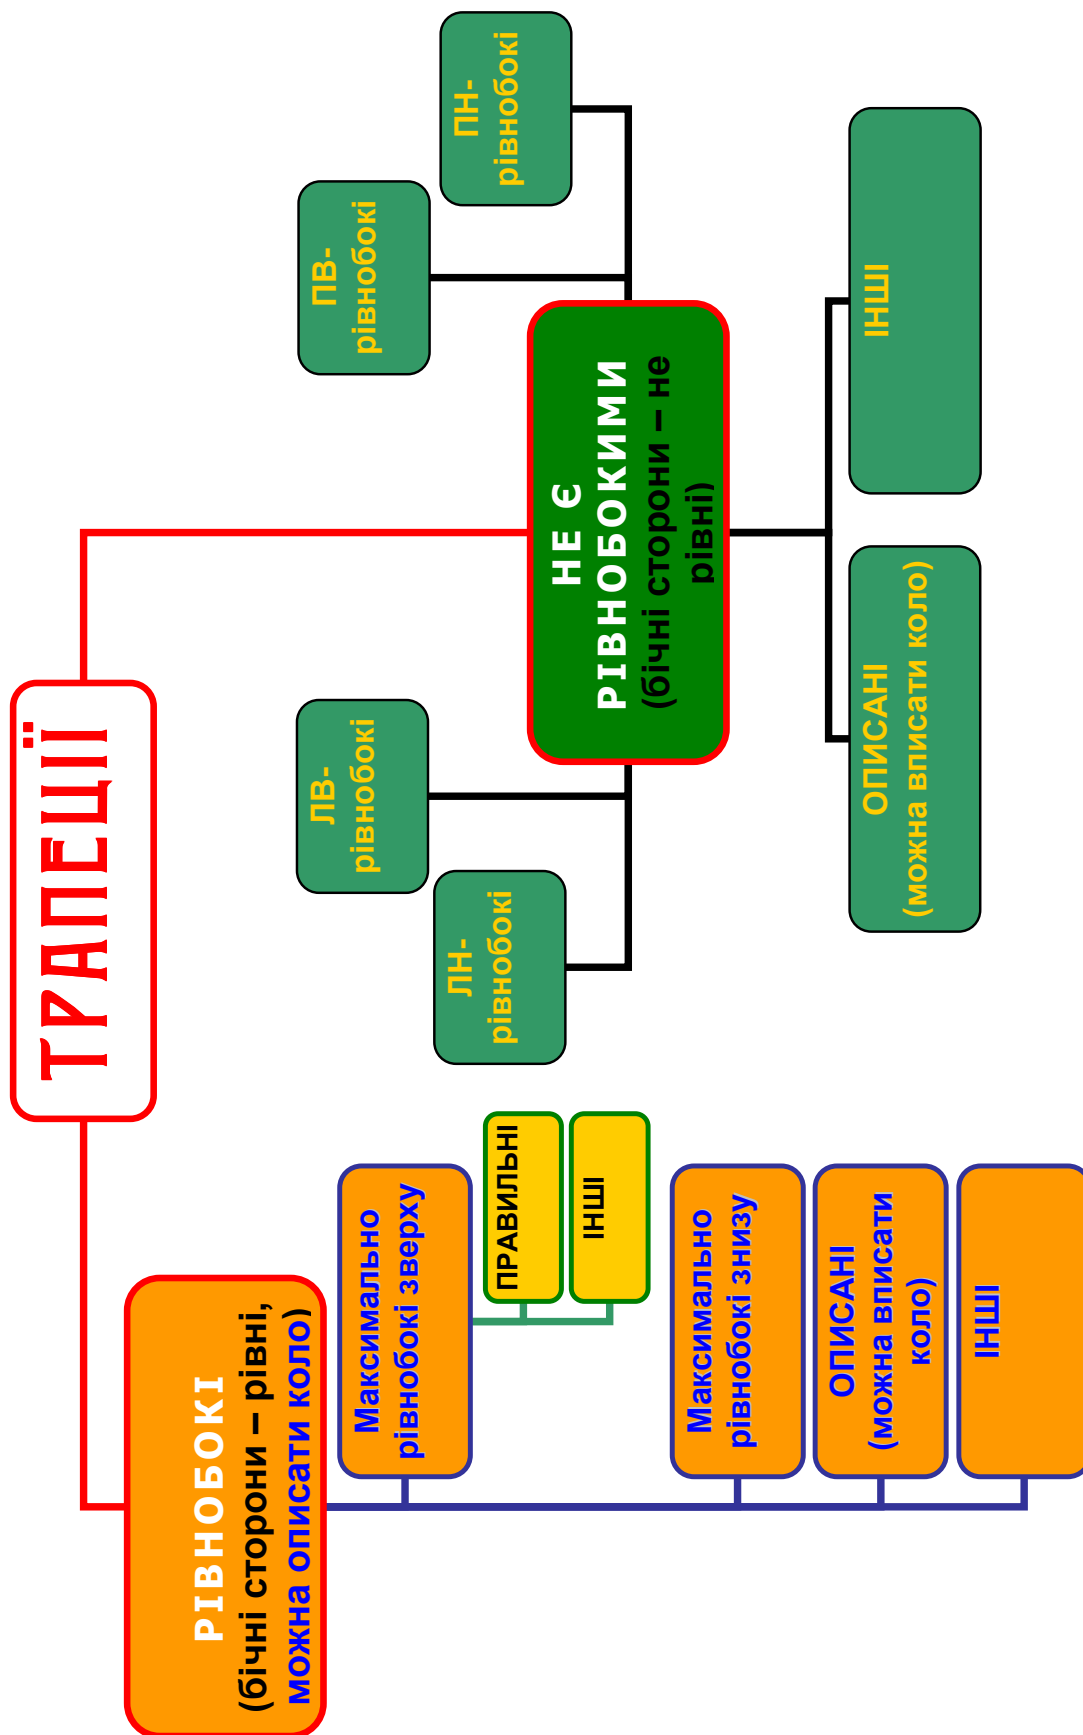 ТРАПЕЦІЇ
РІВНОБОКІ
(бічні сторони – рівні,
можна описати коло)
Максимально
рівнобокі зверху
ПРАВИЛЬНІ
ІНШІ
Максимально
рівнобокі знизу
ОПИСАНІ
(можна вписати
коло)
ІНШІ
НЕ Є
РІВНОБОКИМИ
(бічні сторони – не
рівні)
ЛН-
рівнобокі
ЛВ-
рівнобокі
ПВ-
рівнобокі
ПН-
рівнобокі
ОПИСАНІ
(можна вписати коло)
ІНШІ